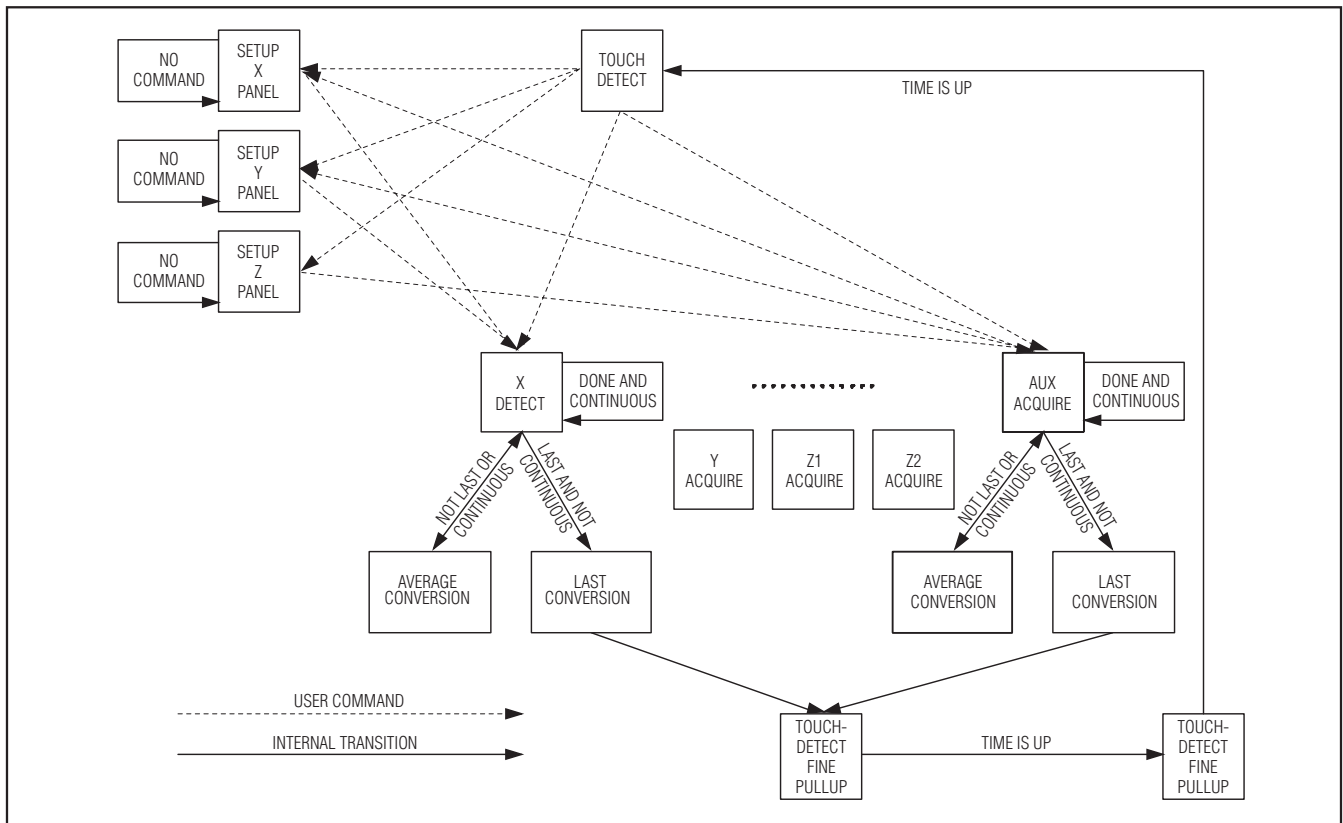 NO
COMMAND
SETUP
X
PANEL
TOUCH
DETECT
TIME IS UP
NO
COMMAND
SETUP
Y
PANEL
NO
COMMAND
SETUP
Z
PANEL
X
DETECT
DONE AND
CONTINUOUS
AUX
ACQUIRE
DONE AND
CONTINUOUS
Y
ACQUIRE
Z1
ACQUIRE
Z2
ACQUIRE
NOT LAST OR
CONTINUOUS
LAST AND NOT
CONTINUOUS
NOT LAST OR
CONTINUOUS
LAST AND NOT
CONTINUOUS
AVERAGE
CONVERSION
LAST
CONVERSION
AVERAGE
CONVERSION
LAST
CONVERSION
USER COMMAND
INTERNAL TRANSITION
TOUCH-
DETECT
FINE
PULLUP
TIME IS UP
TOUCH-
DETECT
FINE
PULLUP